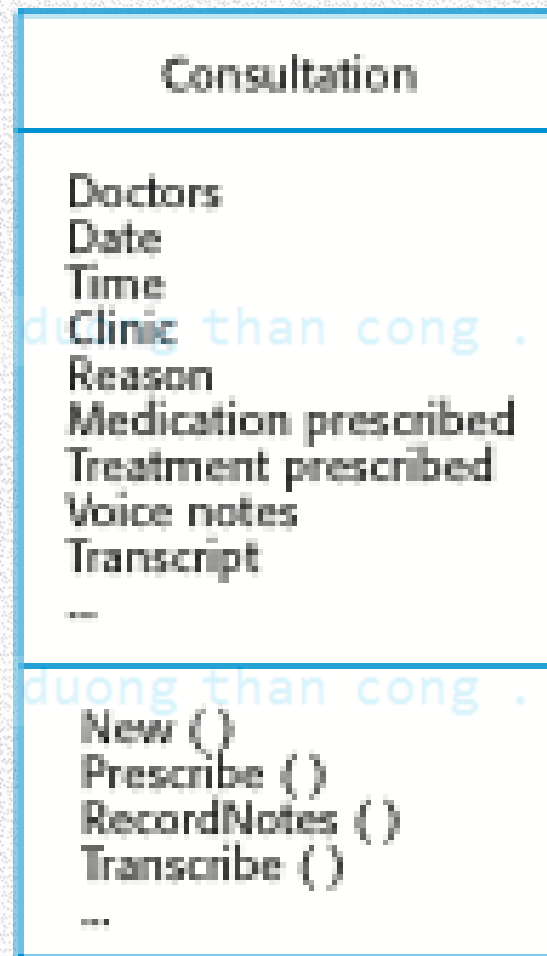 Consultation
Doctors
Date
Time
Clinic
duong than cong .
Reason
Medication prescribed
Treatment prescribed
Voice notes
Transcript
...
duong than cong .
New ( )
Prescribe ( )
RecordNotes ( )
Transcribe ( )
...